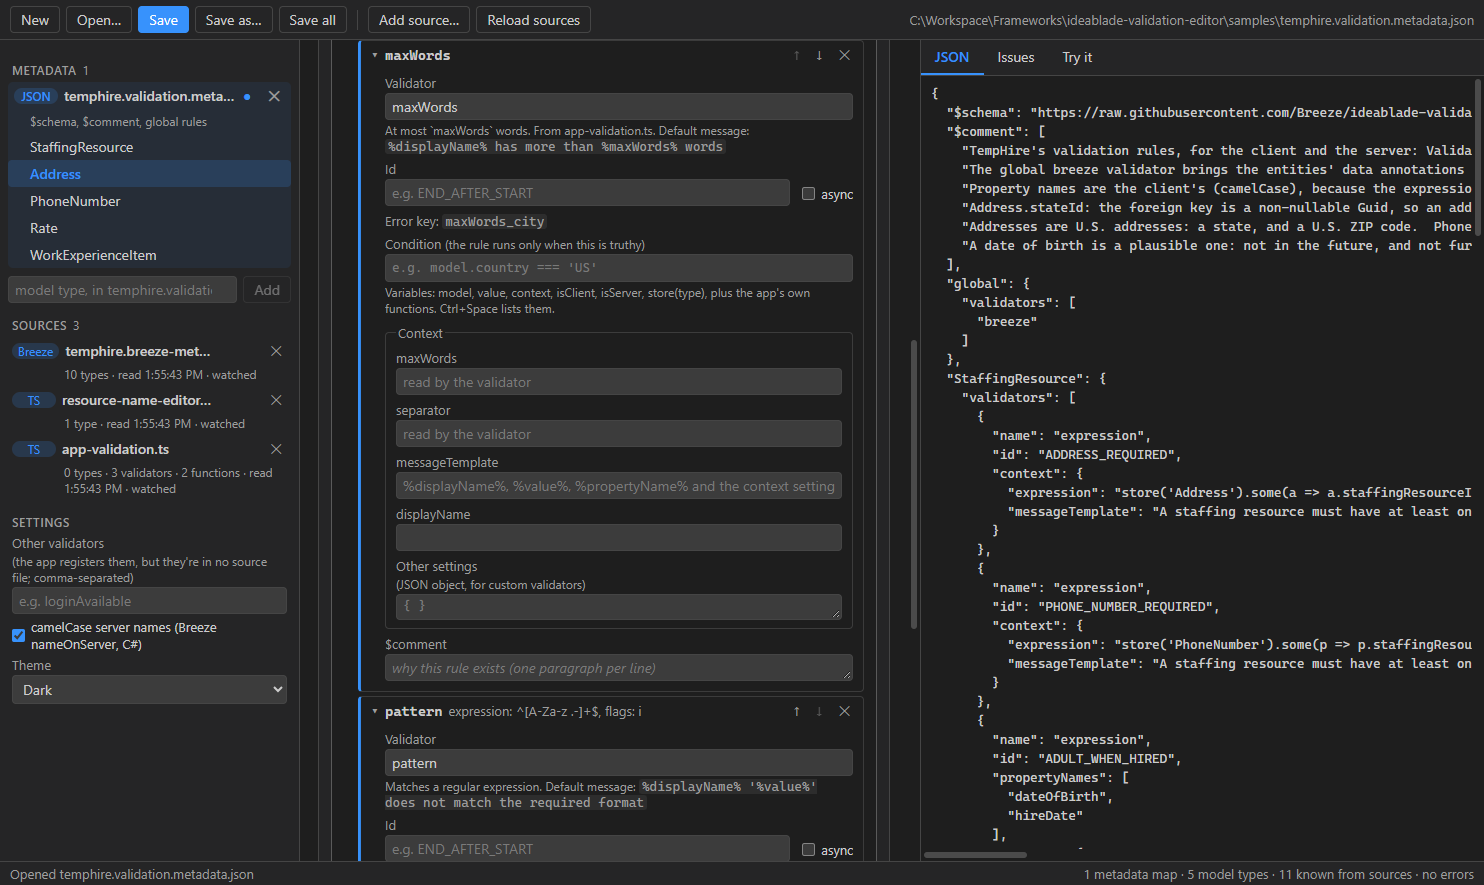 New Open... Save Save as... Save all Add source... Reload sources C:\Workspace\Frameworks\ideablade-validation-editor\samples\temphire.validation.metadata.json
METADATA 1
JSON temphire.validation.meta...
$schema, $comment, global rules
StaffingResource
Address
PhoneNumber
Rate
WorkExperienceItem
model type, in temphire.validati Add
SOURCES 3
Breeze temphire.breeze-met...
10 types · read 1:55:43 PM · watched
TS resource-name-editor...
1 type · read 1:55:43 PM · watched
TS app-validation.ts
0 types · 3 validators · 2 functions · read
1:55:43 PM · watched
SETTINGS
Other validators
(the app registers them, but they're in no source
file; comma-separated)
e.g. loginAvailable
camelCase server names (Breeze
nameOnServer, C#)
Theme
Dark
maxWords
Validator
maxWords
At most `maxWords` words. From app-validation.ts. Default message:
%displayName% has more than %maxWords% words
Id
e.g. END_AFTER_START async
Error key: maxWords_city
Condition (the rule runs only when this is truthy)
e.g. model.country === 'US'
Variables: model, value, context, isClient, isServer, store(type), plus the app's own
functions. Ctrl+Space lists them.
Context
maxWords
read by the validator
separator
read by the validator
messageTemplate
%displayName%, %value%, %propertyName% and the context setting
displayName
Other settings
(JSON object, for custom validators)
{ }
$comment
why this rule exists (one paragraph per line)
pattern expression: ^[A-Za-z .-]+$, flags: i
Validator
pattern
Matches a regular expression. Default message: %displayName% '%value%'
does not match the required format
Id
e.g. END_AFTER_START async
JSON Issues Try it
{
"$schema": "https://raw.githubusercontent.com/Breeze/ideablade-valida
"$comment": [
"TempHire's validation rules, for the client and the server: Valida
"The global breeze validator brings the entities' data annotations
"Property names are the client's (camelCase), because the expressio
"Address.stateId: the foreign key is a non-nullable Guid, so an add
"Addresses are U.S. addresses: a state, and a U.S. ZIP code.  Phone
"A date of birth is a plausible one: not in the future, and not fur
],
"global": {
"validators": [
"breeze"
]
},
"StaffingResource": {
"validators": [
{
"name": "expression",
"id": "ADDRESS_REQUIRED",
"context": {
"expression": "store('Address').some(a => a.staffingResourceI
"messageTemplate": "A staffing resource must have at least on
}
},
{
"name": "expression",
"id": "PHONE_NUMBER_REQUIRED",
"context": {
"expression": "store('PhoneNumber').some(p => p.staffingResou
"messageTemplate": "A staffing resource must have at least on
}
},
{
"name": "expression",
"id": "ADULT_WHEN_HIRED",
"propertyNames": [
"dateOfBirth",
"hireDate"
],
Opened temphire.validation.metadata.json 1 metadata map · 5 model types · 11 known from sources · no errors